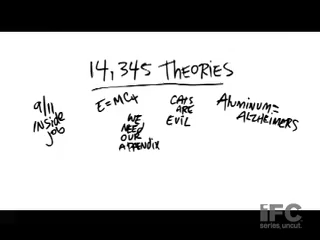 14,345 THEORIES
9/11
INSIDE
JOB
E=MC+
WE
NEED
OUR
APPENDIX
CATS
ARE
EVIL
ALUMINUM=
ALZHEIMERS
IFC
series, uncut.